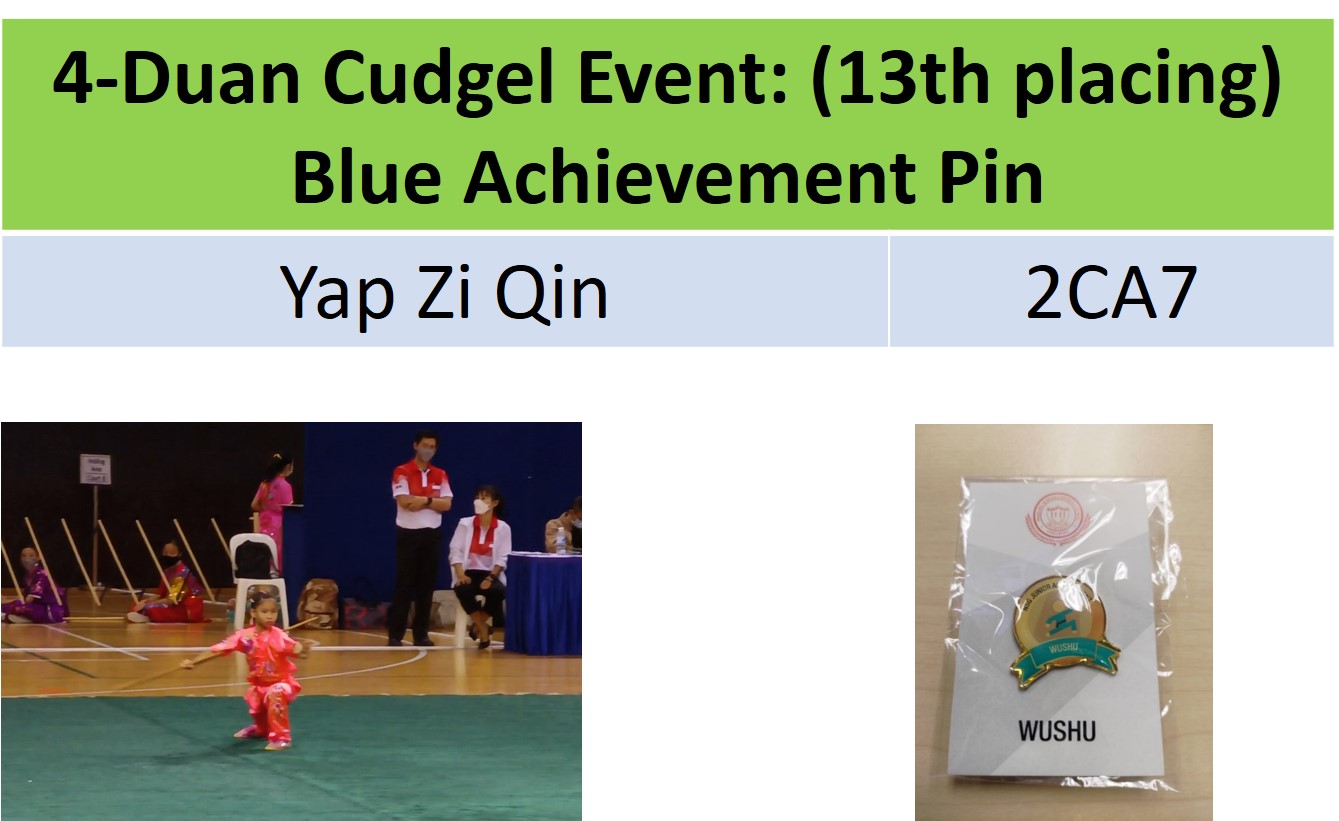 4-Duan Cudgel Event: (13th placing)
Blue Achievement Pin
Yap Zi Qin
2CA7
WUSHU
WUSHU